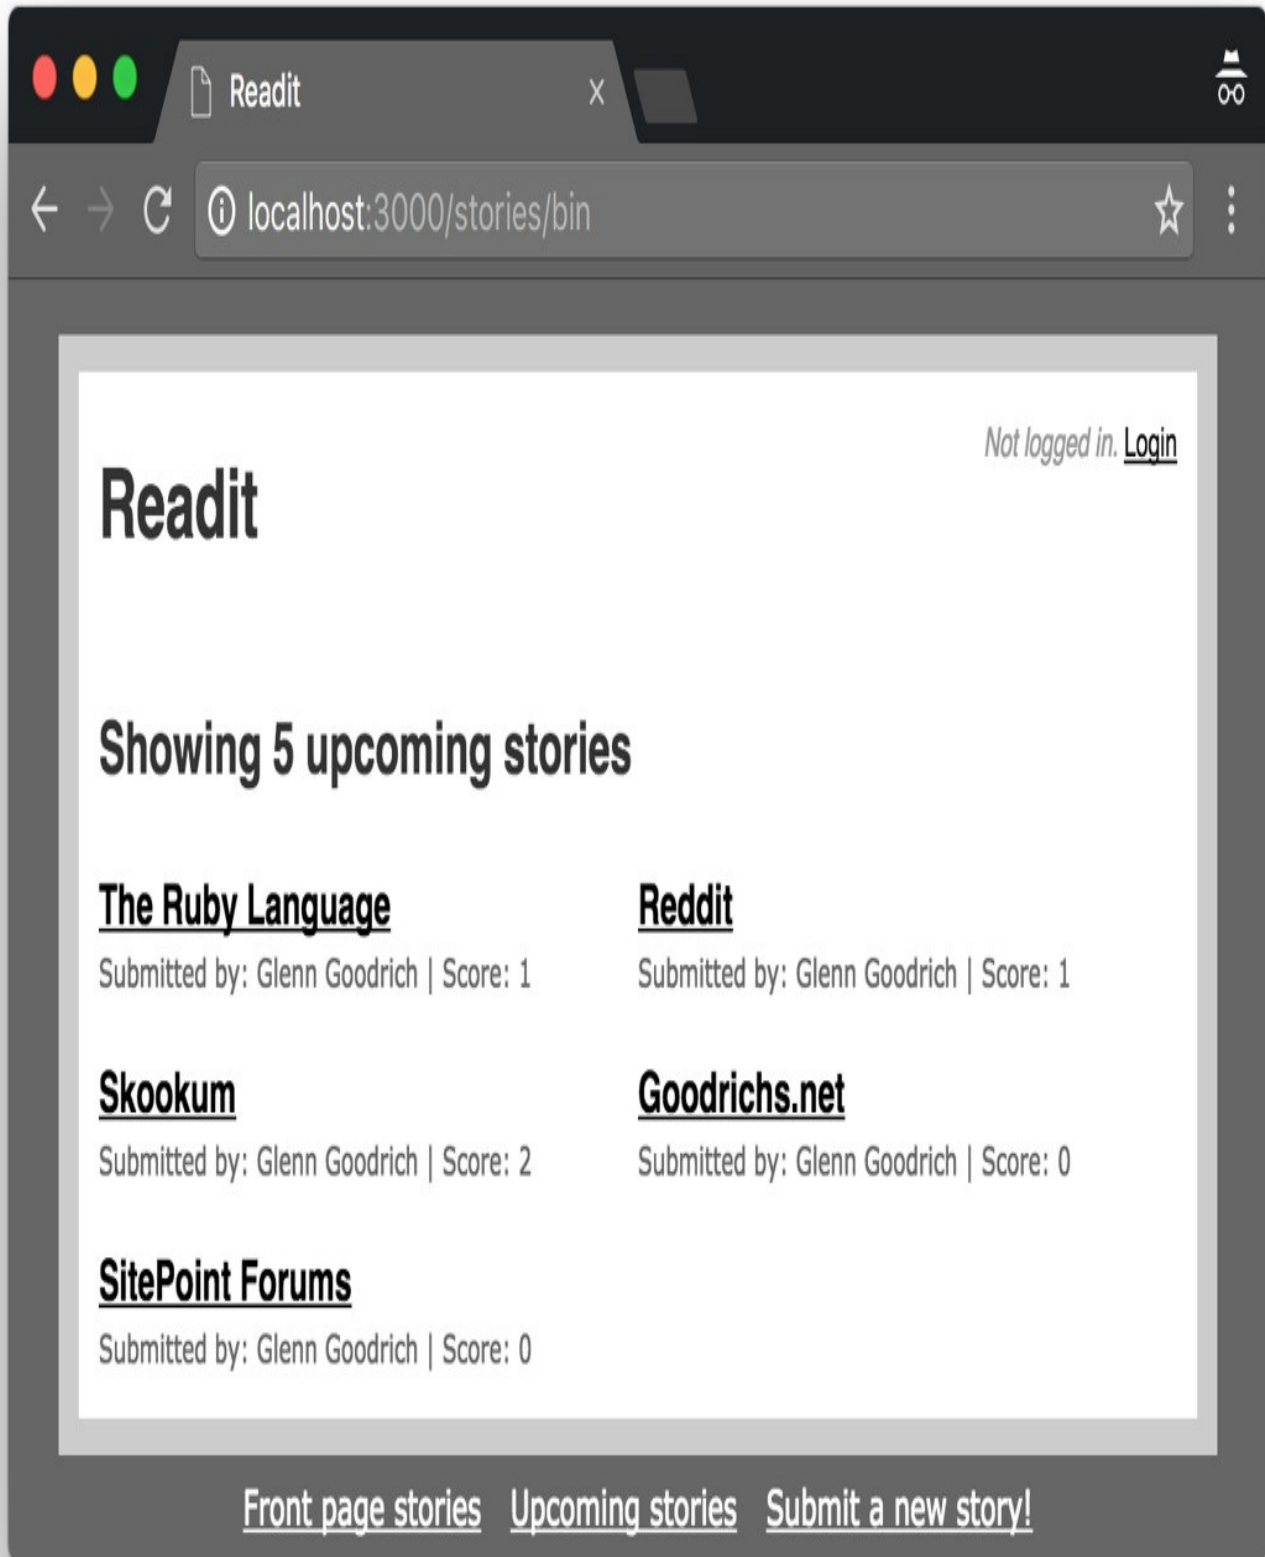 Readit
localhost:3000/stories/bin
Not logged in. Login
Readit
Showing 5 upcoming stories
The Ruby Language
Submitted by: Glenn Goodrich | Score: 1
Reddit
Submitted by: Glenn Goodrich | Score: 1
Skookum
Submitted by: Glenn Goodrich | Score: 2
Goodrichs.net
Submitted by: Glenn Goodrich | Score: 0
SitePoint Forums
Submitted by: Glenn Goodrich | Score: 0
Front page stories Upcoming stories Submit a new story!